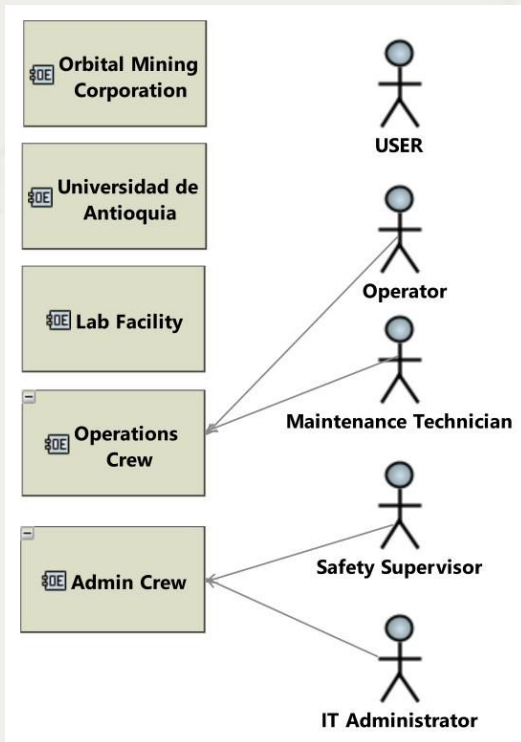 OE Orbital Mining
Corporation
USER
OE Universidad de
Antioquia
Operator
OE Lab Facility
Maintenance Technician
OE Operations
Crew
Safety Supervisor
OE Admin Crew
IT Administrator